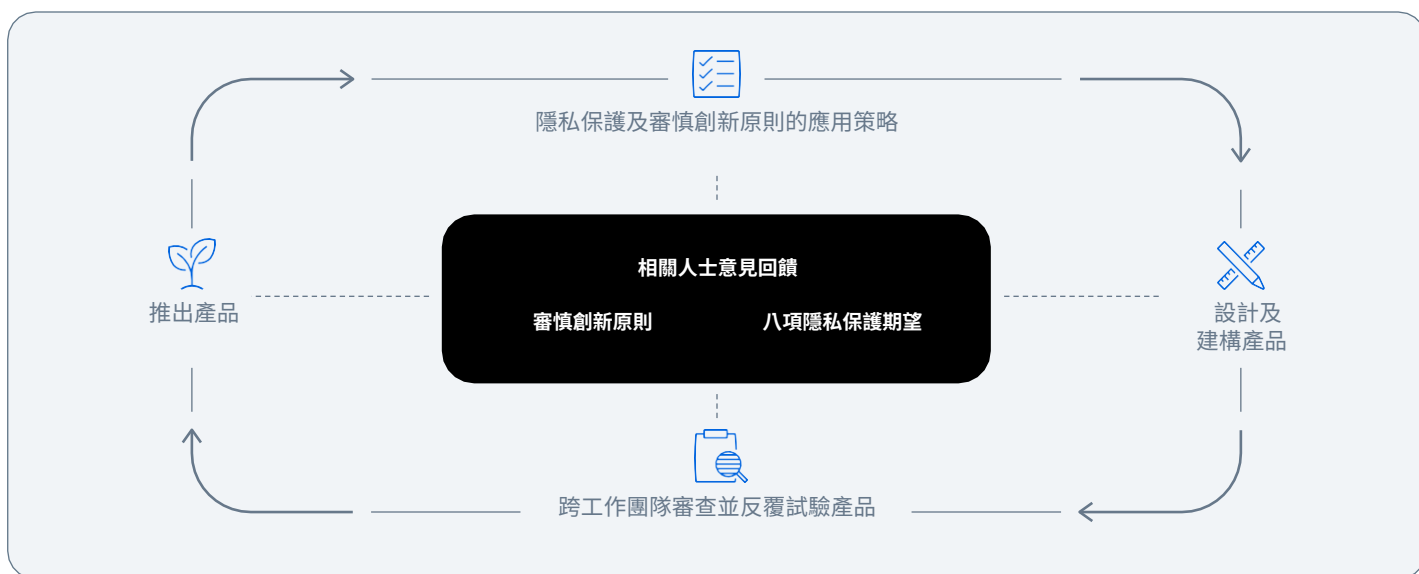 隱私保護及審慎創新原則的應用策略
相關人士意見回饋
審慎創新原則
八項隱私保護期望
推出產品
設計及
建構產品
跨工作團隊審查並反覆試驗產品